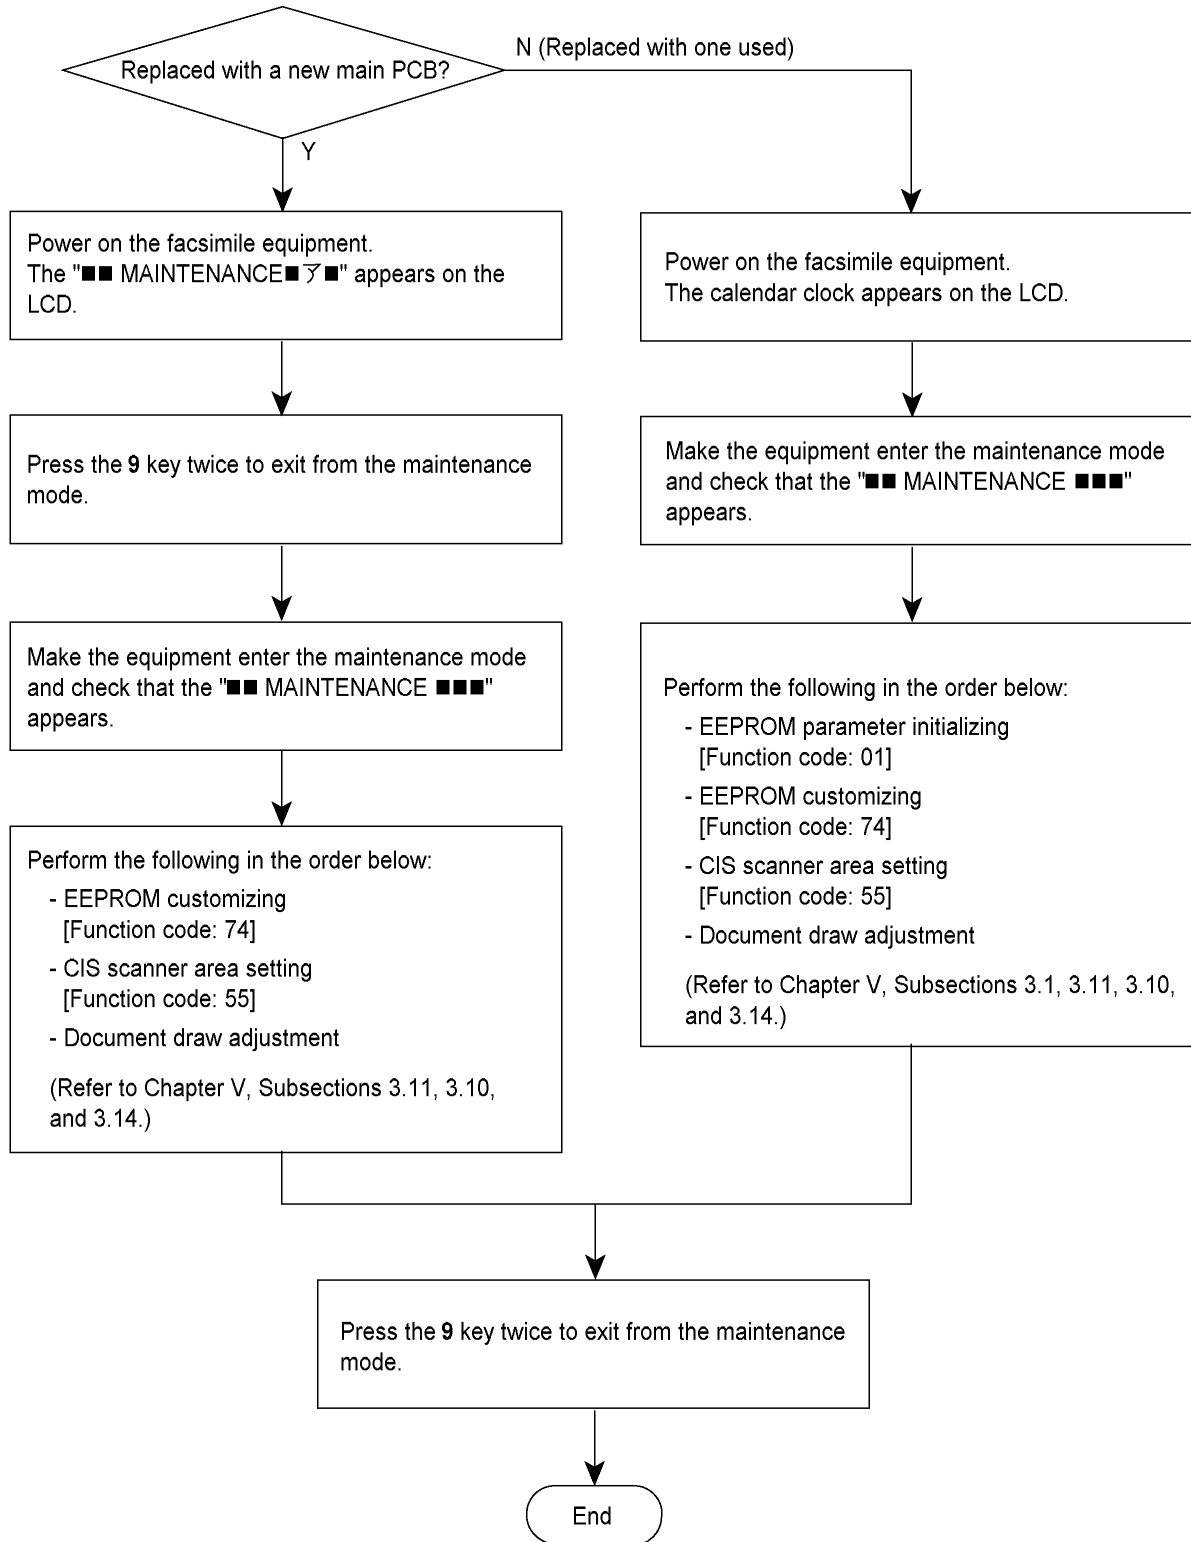 Replaced with a new main PCB?
N (Replaced with one used)
Y
Power on the facsimile equipment.
The "■■ MAINTENANCE■ア■" appears on the
LCD.
Press the 9 key twice to exit from the maintenance
mode.
Make the equipment enter the maintenance mode
and check that the "■■ MAINTENANCE ■■■"
appears.
Perform the following in the order below:
- EEPROM customizing
[Function code: 74]
- CIS scanner area setting
[Function code: 55]
- Document draw adjustment
(Refer to Chapter V, Subsections 3.11, 3.10,
and 3.14.)
Power on the facsimile equipment.
The calendar clock appears on the LCD.
Make the equipment enter the maintenance mode
and check that the "■■ MAINTENANCE ■■■"
appears.
Perform the following in the order below:
- EEPROM parameter initializing
[Function code: 01]
- EEPROM customizing
[Function code: 74]
- CIS scanner area setting
[Function code: 55]
- Document draw adjustment
(Refer to Chapter V, Subsections 3.1, 3.11, 3.10,
and 3.14.)
Press the 9 key twice to exit from the maintenance
mode.
End